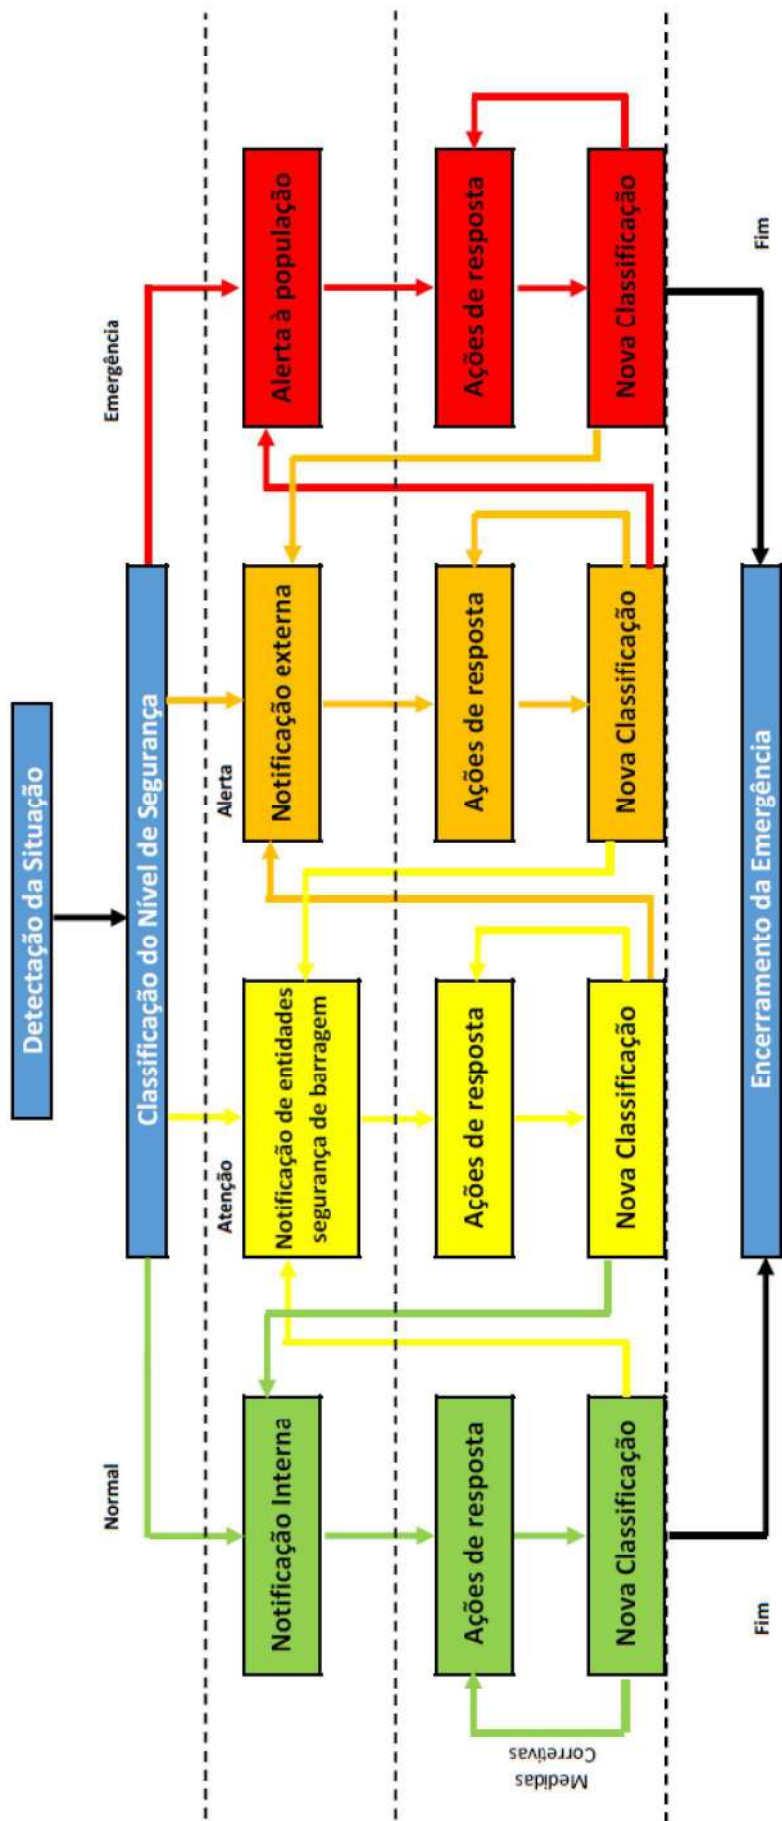 Detectação da Situação
Classificação do Nível de Segurança
Normal
Atenção
Alerta
Emergência
Notificação Interna
Notificação de entidades
segurança de barragem
Notificação externa
Alerta à população
Ações de resposta
Ações de resposta
Ações de resposta
Ações de resposta
Medidas
Corretivas
Nova Classificação
Nova Classificação
Nova Classificação
Nova Classificação
Fim
Fim
Encerramento da Emergência